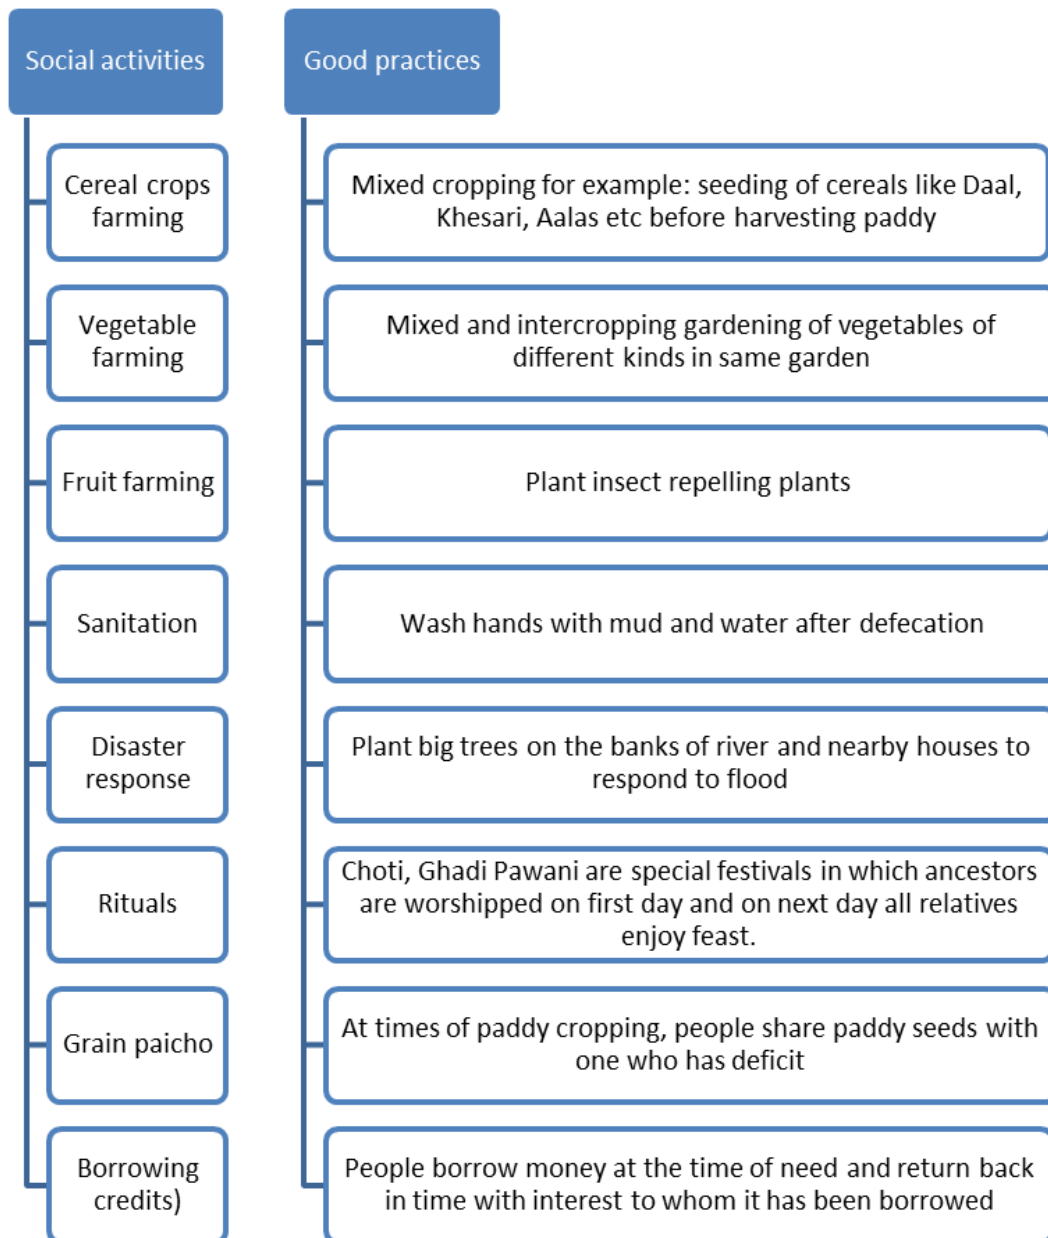 Social activities
Good practices
Cereal crops
farming
Mixed cropping for example: seeding of cereals like Daal,
Khesari, Aalas etc before harvesting paddy
Vegetable
farming
Mixed and intercropping gardening of vegetables of
different kinds in same garden
Fruit farming
Plant insect repelling plants
Sanitation
Wash hands with mud and water after defecation
Disaster
response
Plant big trees on the banks of river and nearby houses to
respond to flood
Rituals
Choti, Ghadi Pawani are special festivals in which ancestors
are worshipped on first day and on next day all relatives
enjoy feast.
Grain paicho
At times of paddy cropping, people share paddy seeds with
one who has deficit
Borrowing
credits)
People borrow money at the time of need and return back
in time with interest to whom it has been borrowed